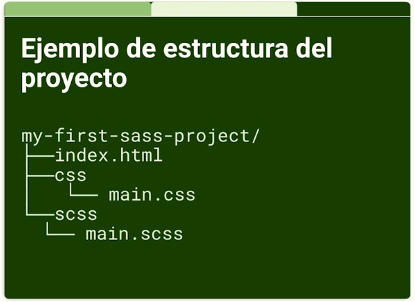 Ejemplo de estructura del
proyecto
my-first-sass-project/
├──index.html
├──css
│   └── main.css
└──scss
  └── main.scss